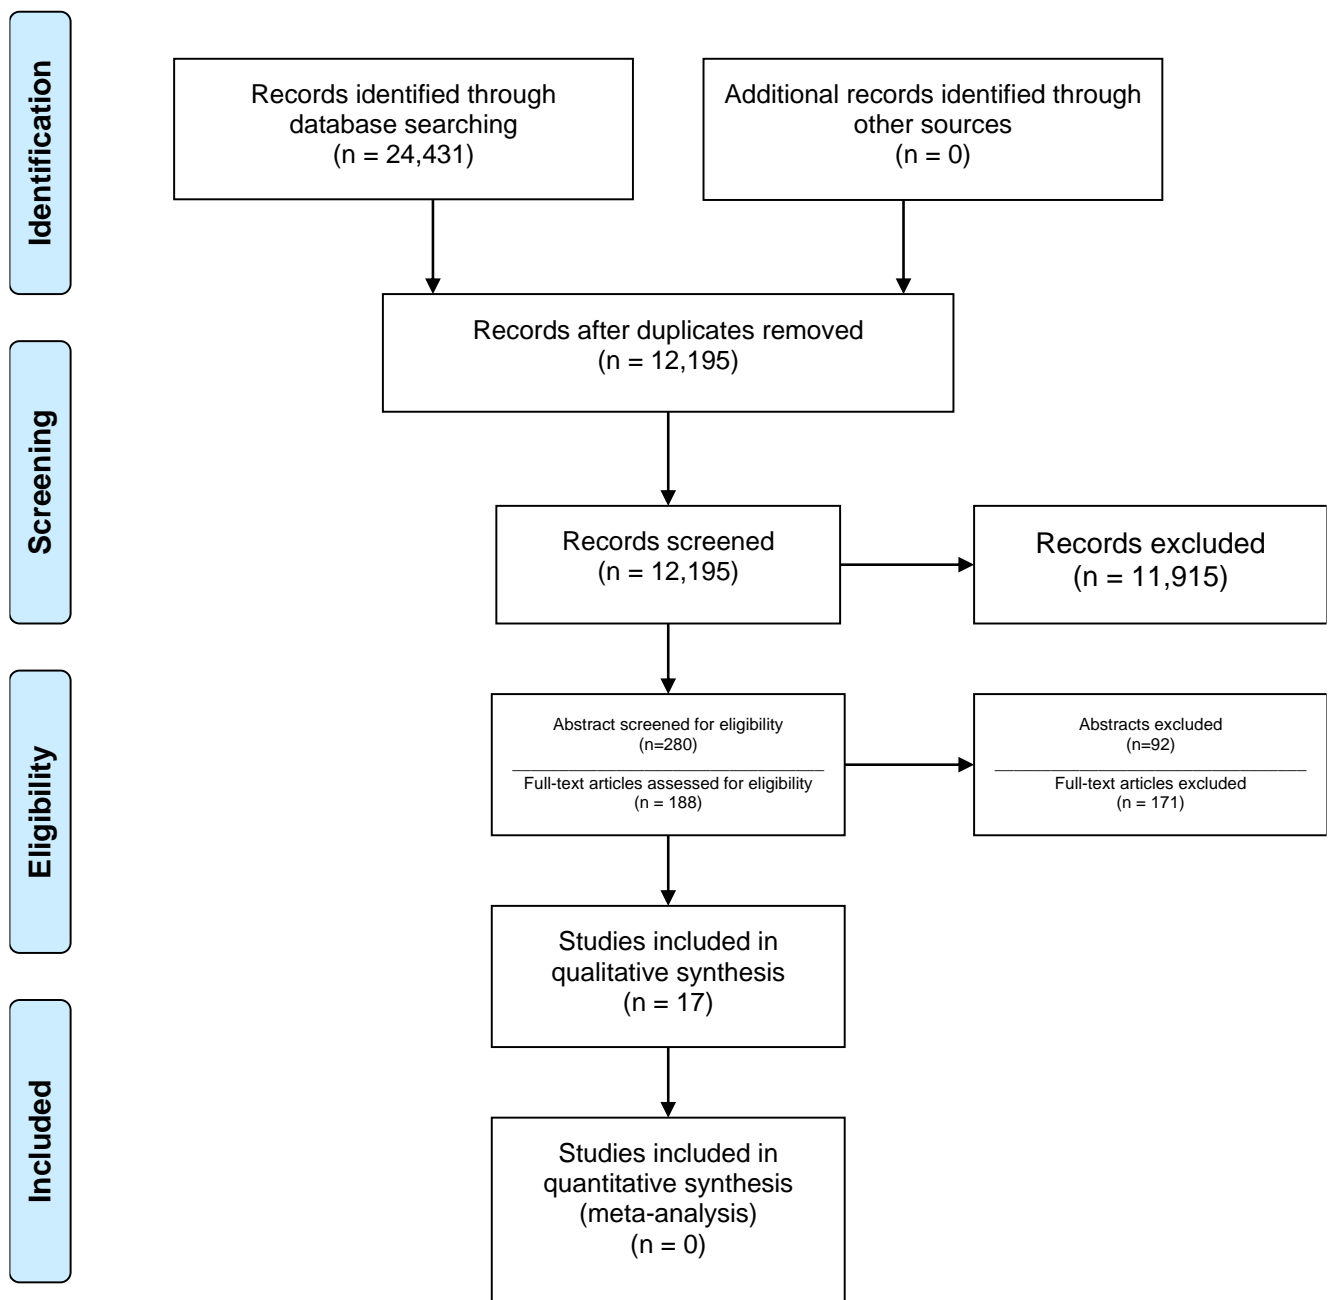 Identification
Records identified through
database searching
(n = 24,431)
Additional records identified through
other sources
(n = 0)
Records after duplicates removed
(n = 12,195)
Screening
Records screened
(n = 12,195)
Records excluded
(n = 11,915)
Eligibility
Abstract screened for eligibility
(n=280)
Full-text articles assessed for eligibility
(n = 188)
Abstracts excluded
(n=92)
Full-text articles excluded
(n = 171)
Studies included in
qualitative synthesis
(n = 17)
Included
Studies included in
quantitative synthesis
(meta-analysis)
(n = 0)